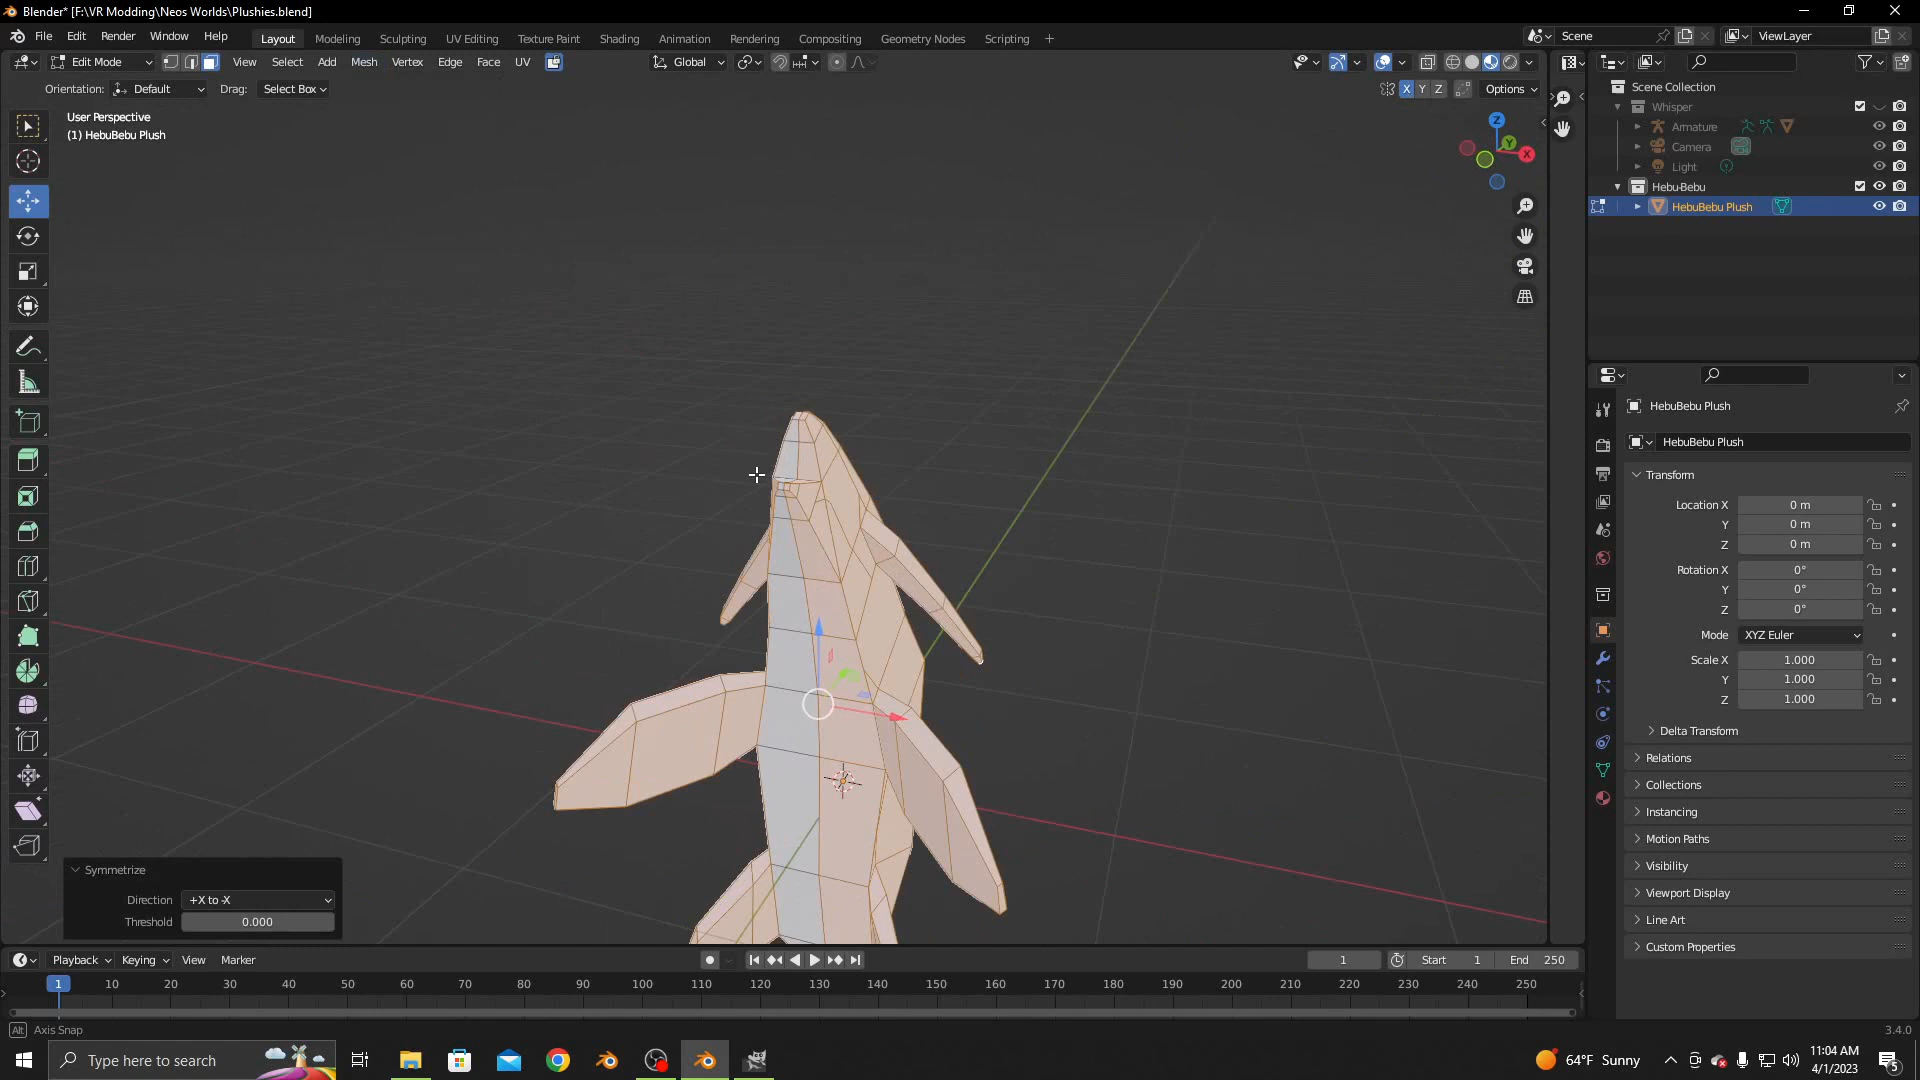 Blender* [F:\VR Modding\Neos Worlds\Plushies.blend]
File Edit Render Window Help Layout Modeling Sculpting UV Editing Texture Paint Shading Animation Rendering Compositing Geometry Nodes Scripting + Scene ViewLayer
Edit Mode View Select Add Mesh Vertex Edge Face UV Global
Orientation: Default Drag: Select Box X Y Z Options
User Perspective
(1) HebuBebu Plush
Z
Y
X
Scene Collection
Whisper
Armature
Camera
Light
Hebu-Bebu
HebuBebu Plush
HebuBebu Plush
HebuBebu Plush
Transform
Location X 0 m
Y 0 m
Z 0 m
Rotation X 0°
Y 0°
Z 0°
Mode XYZ Euler
Scale X 1.000
Y 1.000
Z 1.000
Delta Transform
Relations
Collections
Instancing
Motion Paths
Visibility
Viewport Display
Line Art
Custom Properties
Symmetrize
Direction +X to -X
Threshold 0.000
Playback Keying View Marker 1 Start 1 End 250
1 10 20 30 40 50 60 70 80 90 100 110 120 130 140 150 160 170 180 190 200 210 220 230 240 250
Alt Axis Snap 3.4.0
Type here to search 64°F Sunny 11:04 AM
4/1/2023
5